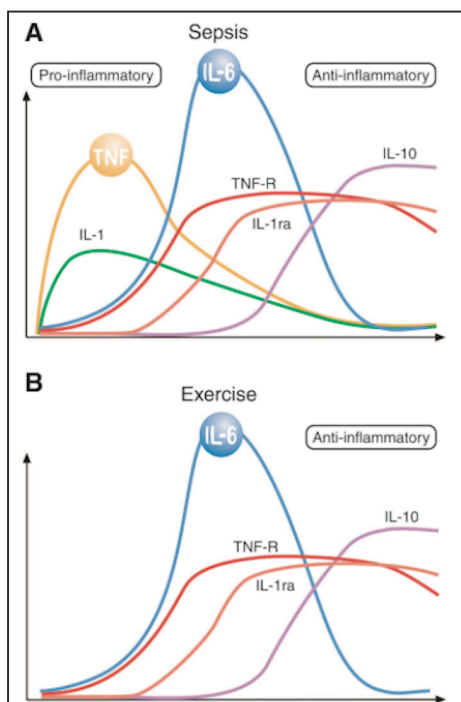 A
Sepsis
Pro-inflammatory
IL-6
Anti-inflammatory
TNF
IL-10
TNF-R
IL-1
IL-1ra
B
Exercise
IL-6
Anti-inflammatory
IL-10
TNF-R
IL-1ra